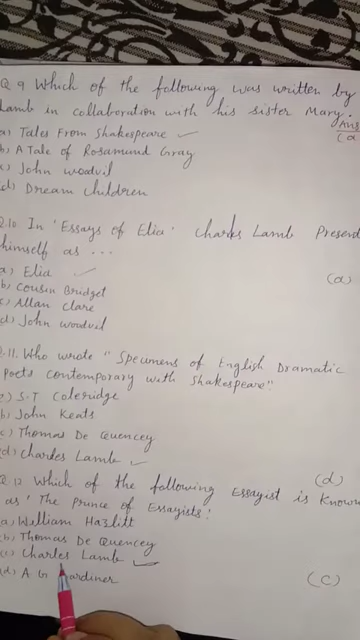 Q 9 Which of the following was written by
Lamb in collaboration with his sister Mary.
Ans
(a
a) Tales From Shakespeare ✓
b) A Tale of Rosamund Gray
c) John woodvil
d) Dream Children
Q.10 In 'Essays of Elia' Charles Lamb Present
himself as ...
a) Elia ✓
(a)
b) Cousin Bridget
c) Allan Clare
d) John woodvil
Q.11. Who wrote "Specimens of English Dramatic
Poets contemporary with Shakespeare"?
a) S.T Coleridge
b) John Keats
c) Thomas De Quencey
(d) Charles Lamb ✓
(d)
Q.12 Which of the following Essayist is Known
as 'The Prince of Essayists'?
(a) William Hazlitt
(b) Thomas De Quencey
(c) Charles Lamb ✓
(d) A G Gardiner
(C)